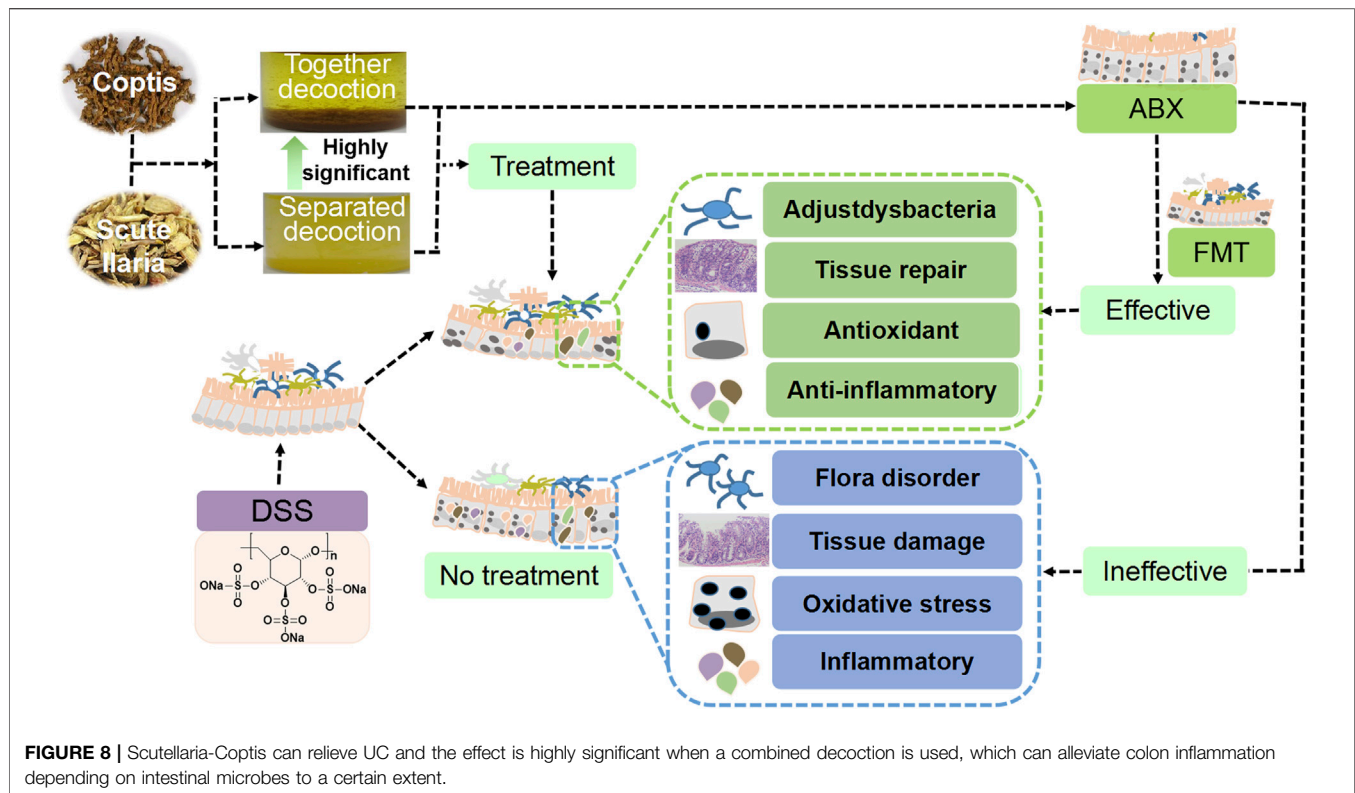 Coptis
Scute
llaria
Together
decoction
Highly
significant
Separated
decoction
Treatment
ABX
FMT
Effective
Adjustdysbacteria
Tissue repair
Antioxidant
Anti-inflammatory
DSS
n
O
O
O
O
ONa
S
O
O
O
S
ONa
O
O
O
O=S=O
ONa
No treatment
Flora disorder
Tissue damage
Oxidative stress
Inflammatory
Ineffective
FIGURE 8 | Scutellaria-Coptis can relieve UC and the effect is highly significant when a combined decoction is used, which can alleviate colon inflammation
depending on intestinal microbes to a certain extent.